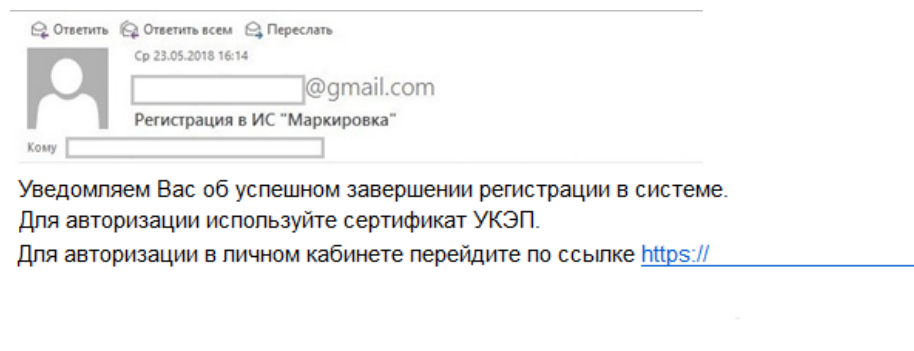 Ответить Ответить всем Переслать
Ср 23.05.2018 16:14
@gmail.com
Регистрация в ИС "Маркировка"
Кому
Уведомляем Вас об успешном завершении регистрации в системе.
Для авторизации используйте сертификат УКЭП.
Для авторизации в личном кабинете перейдите по ссылке https://